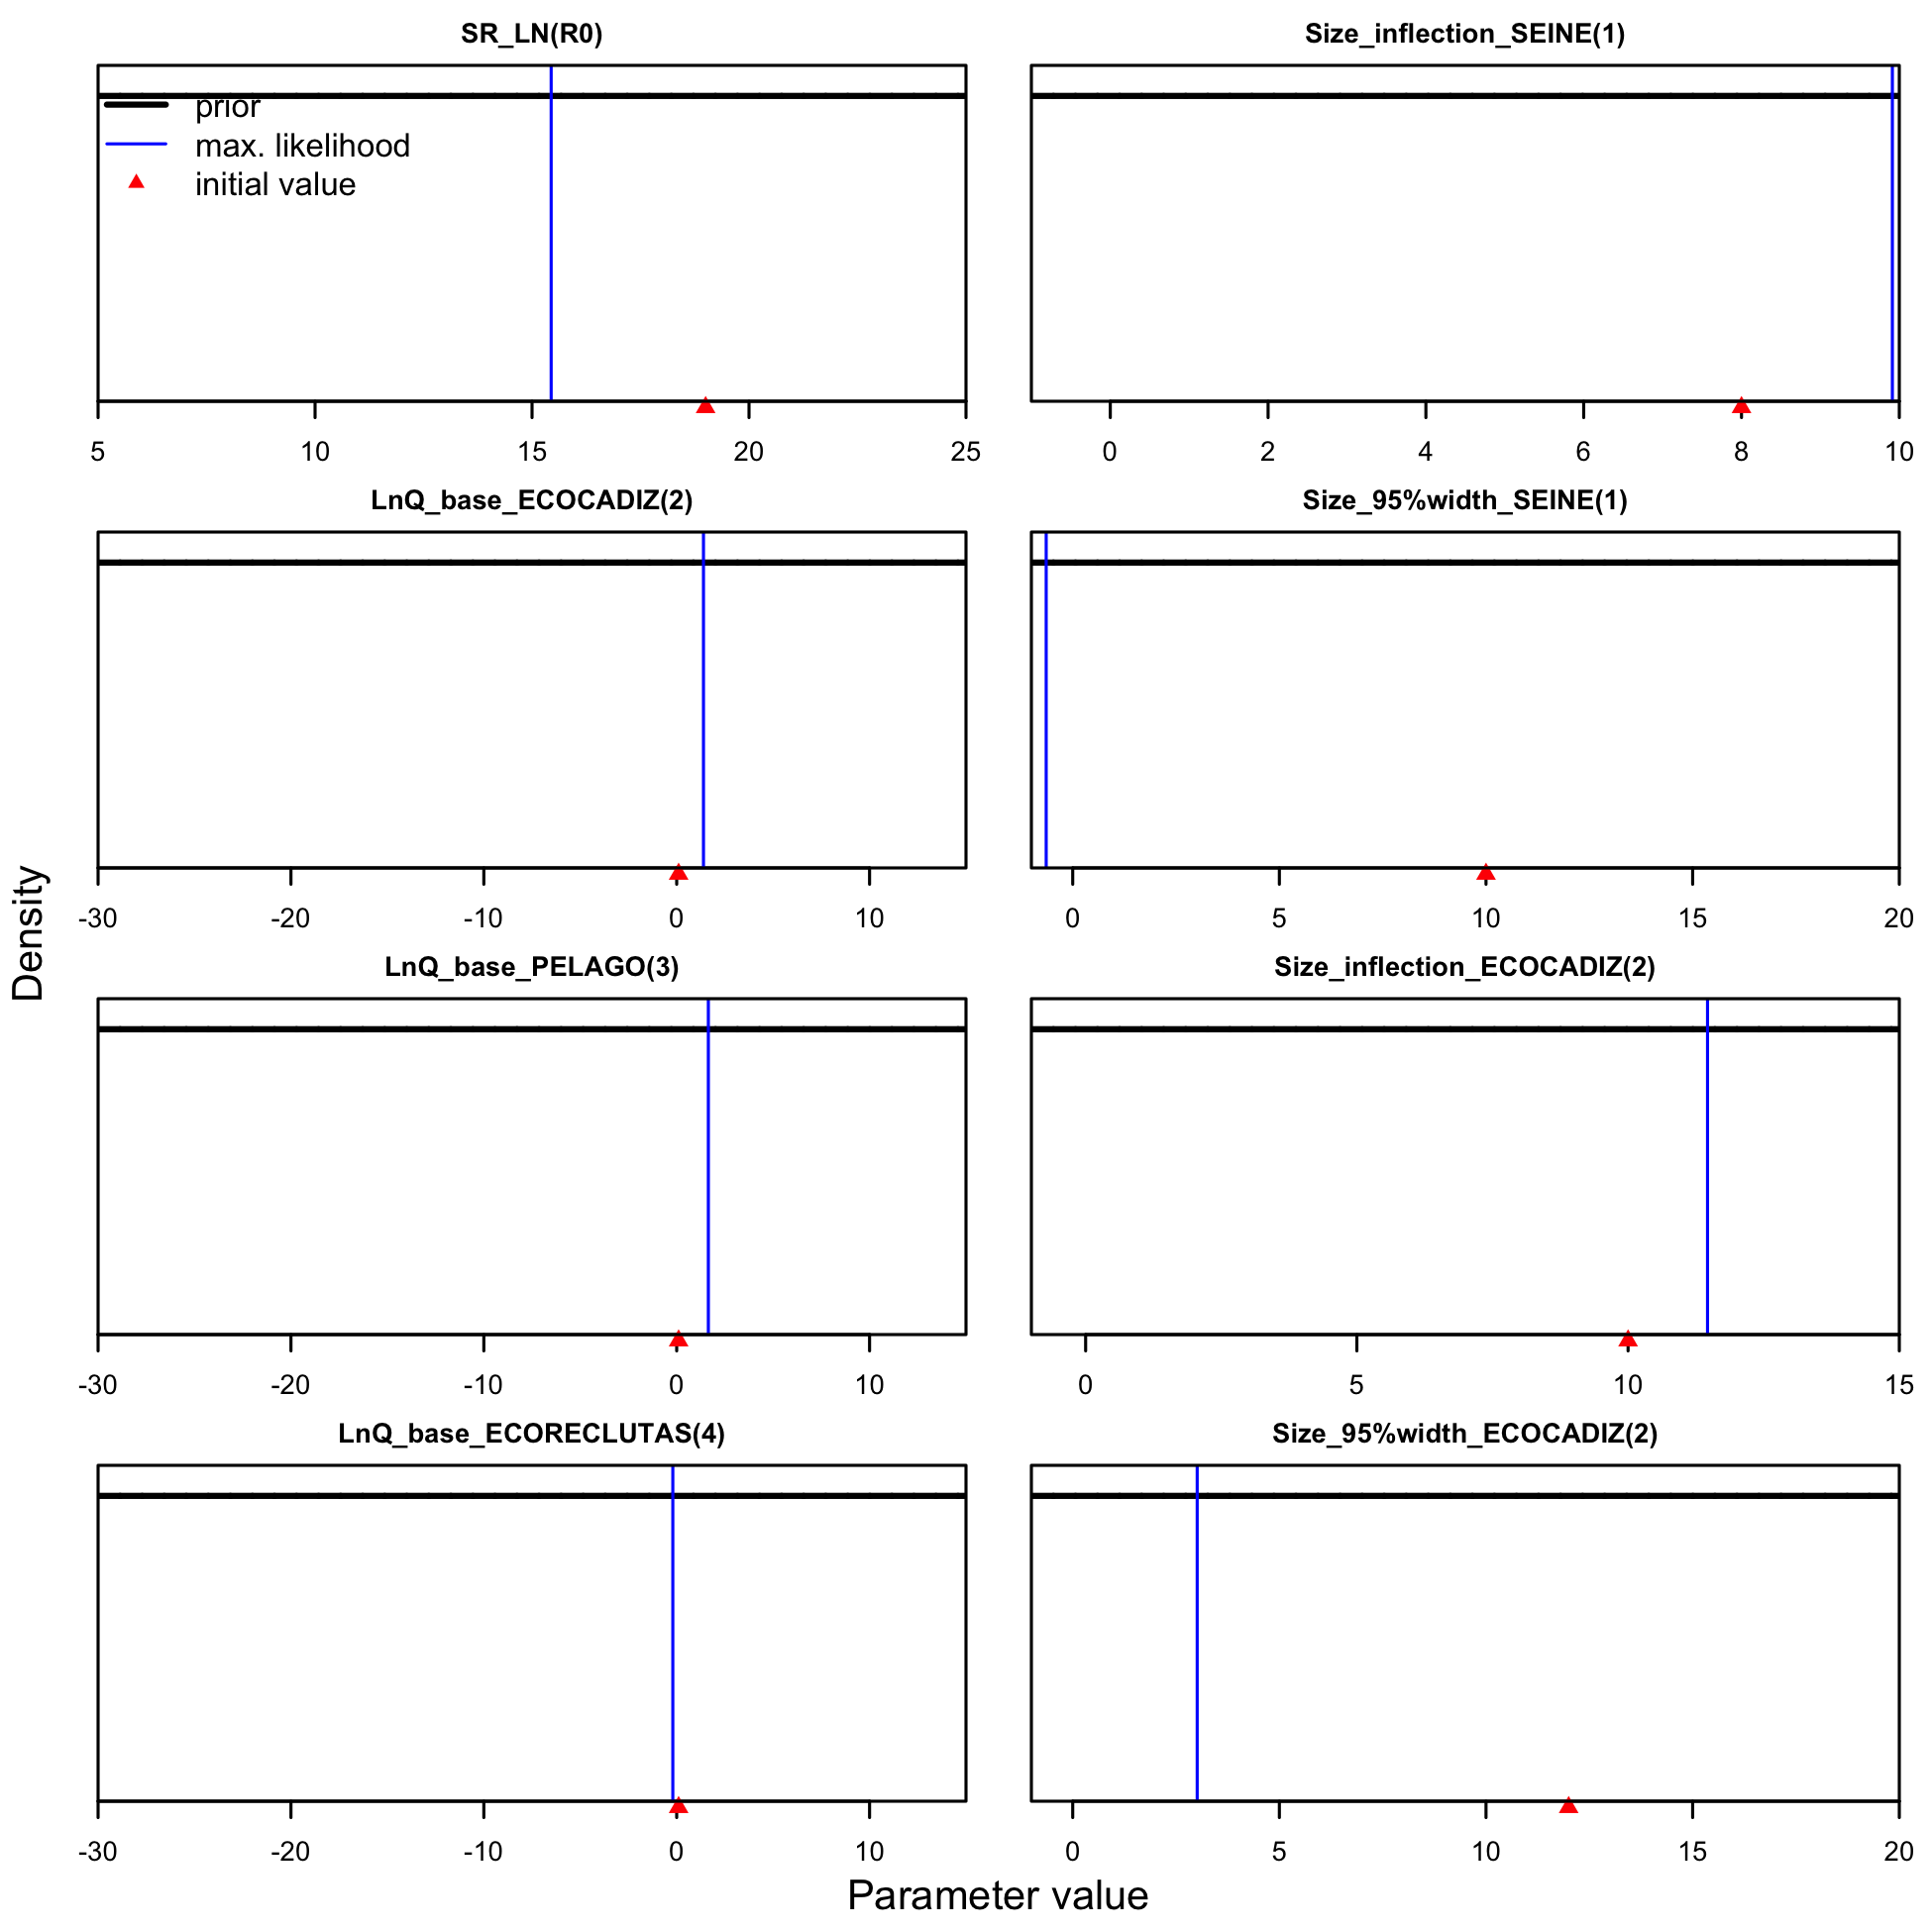 SR_LN(R0)
prior
max. likelihood
initial value
5 10 15 20 25
Size_inflection_SEINE(1)
0 2 4 6 8 10
LnQ_base_ECOCADIZ(2)
-30 -20 -10 0 10
Size_95%width_SEINE(1)
0 5 10 15 20
LnQ_base_PELAGO(3)
-30 -20 -10 0 10
Size_inflection_ECOCADIZ(2)
0 5 10 15
LnQ_base_ECORECLUTAS(4)
-30 -20 -10 0 10
Size_95%width_ECOCADIZ(2)
0 5 10 15 20
Density
Parameter value